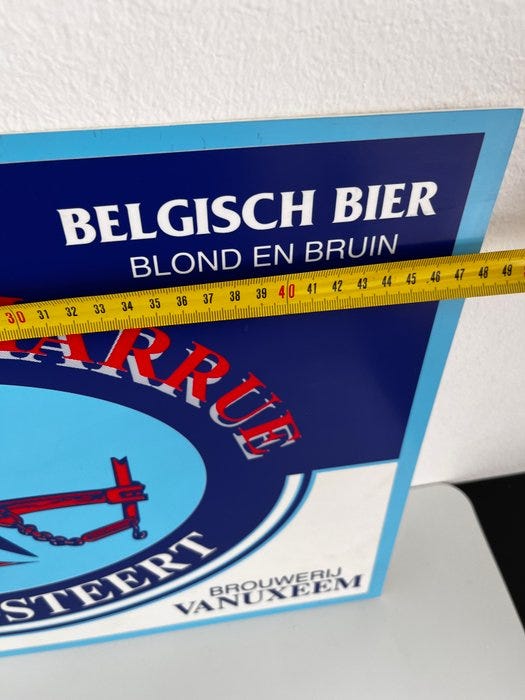 BELGISCH BIER
BLOND EN BRUIN
30 31 32 33 34 35 36 37 38 39 40 41 42 43 44 45 46 47 48 49
ARRUE
STEERT
BROUWERIJ
VANUXEEM